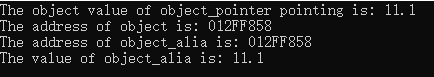 The object value of object_pointer pointing is: 11.1
The address of object is: 012FF858
The address of object_alia is: 012FF858
The value of object_alia is: 11.1